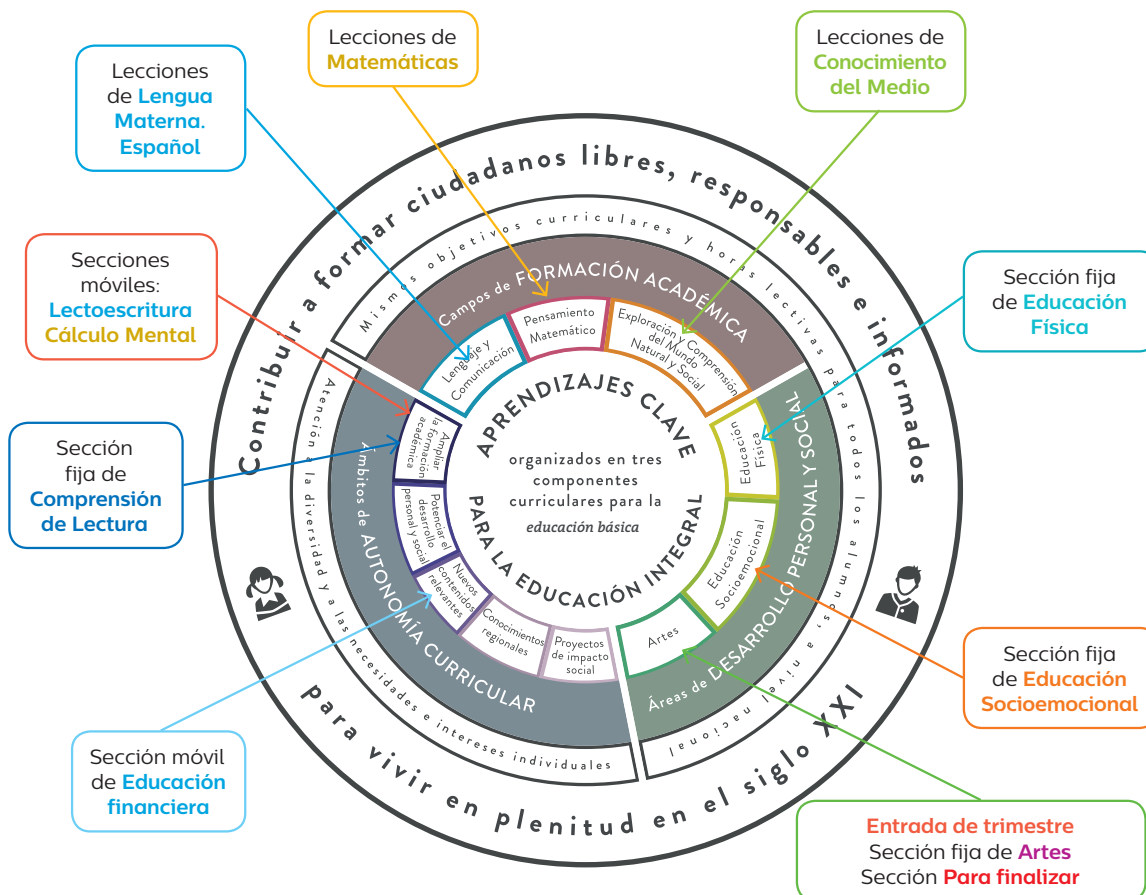 Lecciones
de Lengua
Materna.
Español
Lecciones de
Matemáticas
Lecciones de
Conocimiento
del Medio
Secciones
móviles:
Lectoescritura
Cálculo Mental
Sección fija
de Educación
Física
Sección
fija de
Comprensión
de Lectura
Sección fija
de Educación
Socioemocional
Sección móvil
de Educación
financiera
Entrada de trimestre
Sección fija de Artes
Sección Para finalizar
Contribuir a formar ciudadanos libres, responsables e informados
para vivir en plenitud en el siglo XXI
Mismos objetivos curriculares y horas lectivas para todos los alumnos, a nivel nacional
Atención a la diversidad y a las necesidades e intereses individuales
Campos de FORMACIÓN ACADÉMICA
Lenguaje y
Comunicación
Pensamiento
Matemático
Exploración y Comprensión
del Mundo
Natural y Social
Áreas de DESARROLLO PERSONAL Y SOCIAL
Educación
Física
Educación
Socioemocional
Artes
Ámbitos de AUTONOMÍA CURRICULAR
Ampliar
la formación
académica
Potenciar el
desarrollo
personal y social
Nuevos
contenidos
relevantes
Conocimientos
regionales
Proyectos
de impacto
social
APRENDIZAJES CLAVE
organizados en tres
componentes
curriculares para la
educación básica
PARA LA EDUCACIÓN INTEGRAL